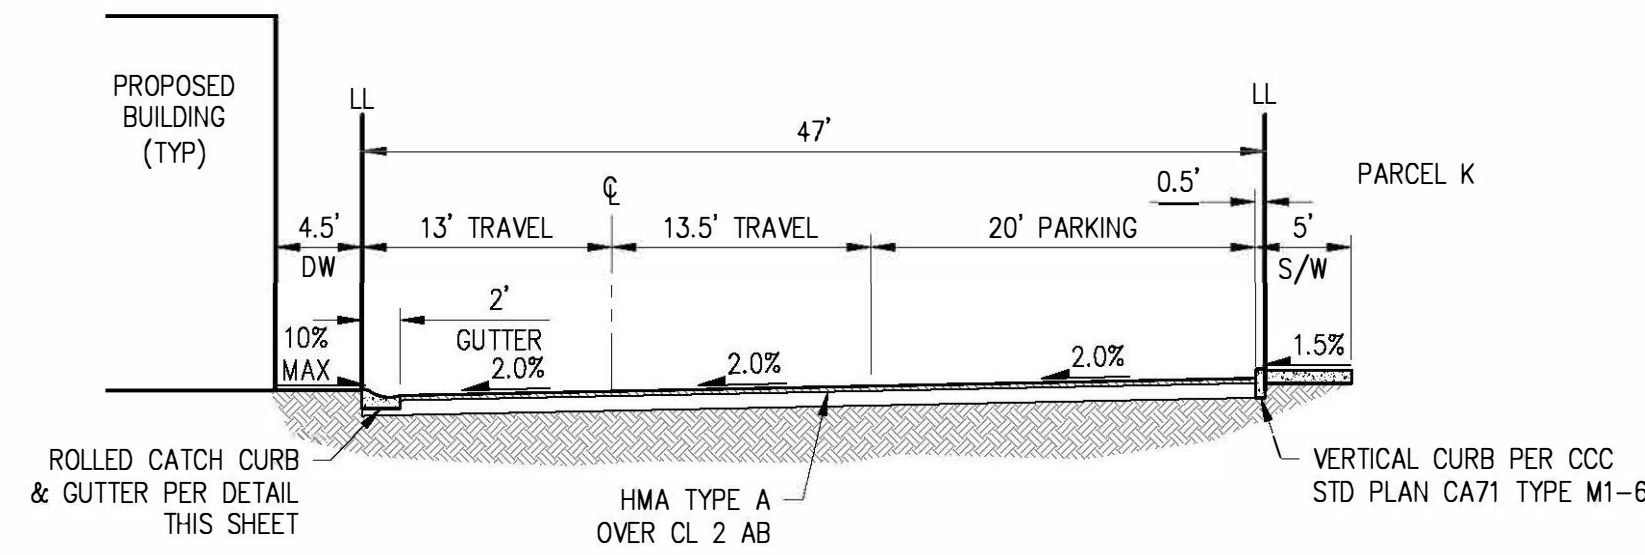 PROPOSED
BUILDING
(TYP)
LL
LL
47'
℄
0.5'
PARCEL K
4.5'
DW
13' TRAVEL
13.5' TRAVEL
20' PARKING
5'
S/W
2'
GUTTER
10%
MAX
2.0%
2.0%
2.0%
1.5%
ROLLED CATCH CURB
& GUTTER PER DETAIL
THIS SHEET
HMA TYPE A
OVER CL 2 AB
VERTICAL CURB PER CCC
STD PLAN CA71 TYPE M1-6